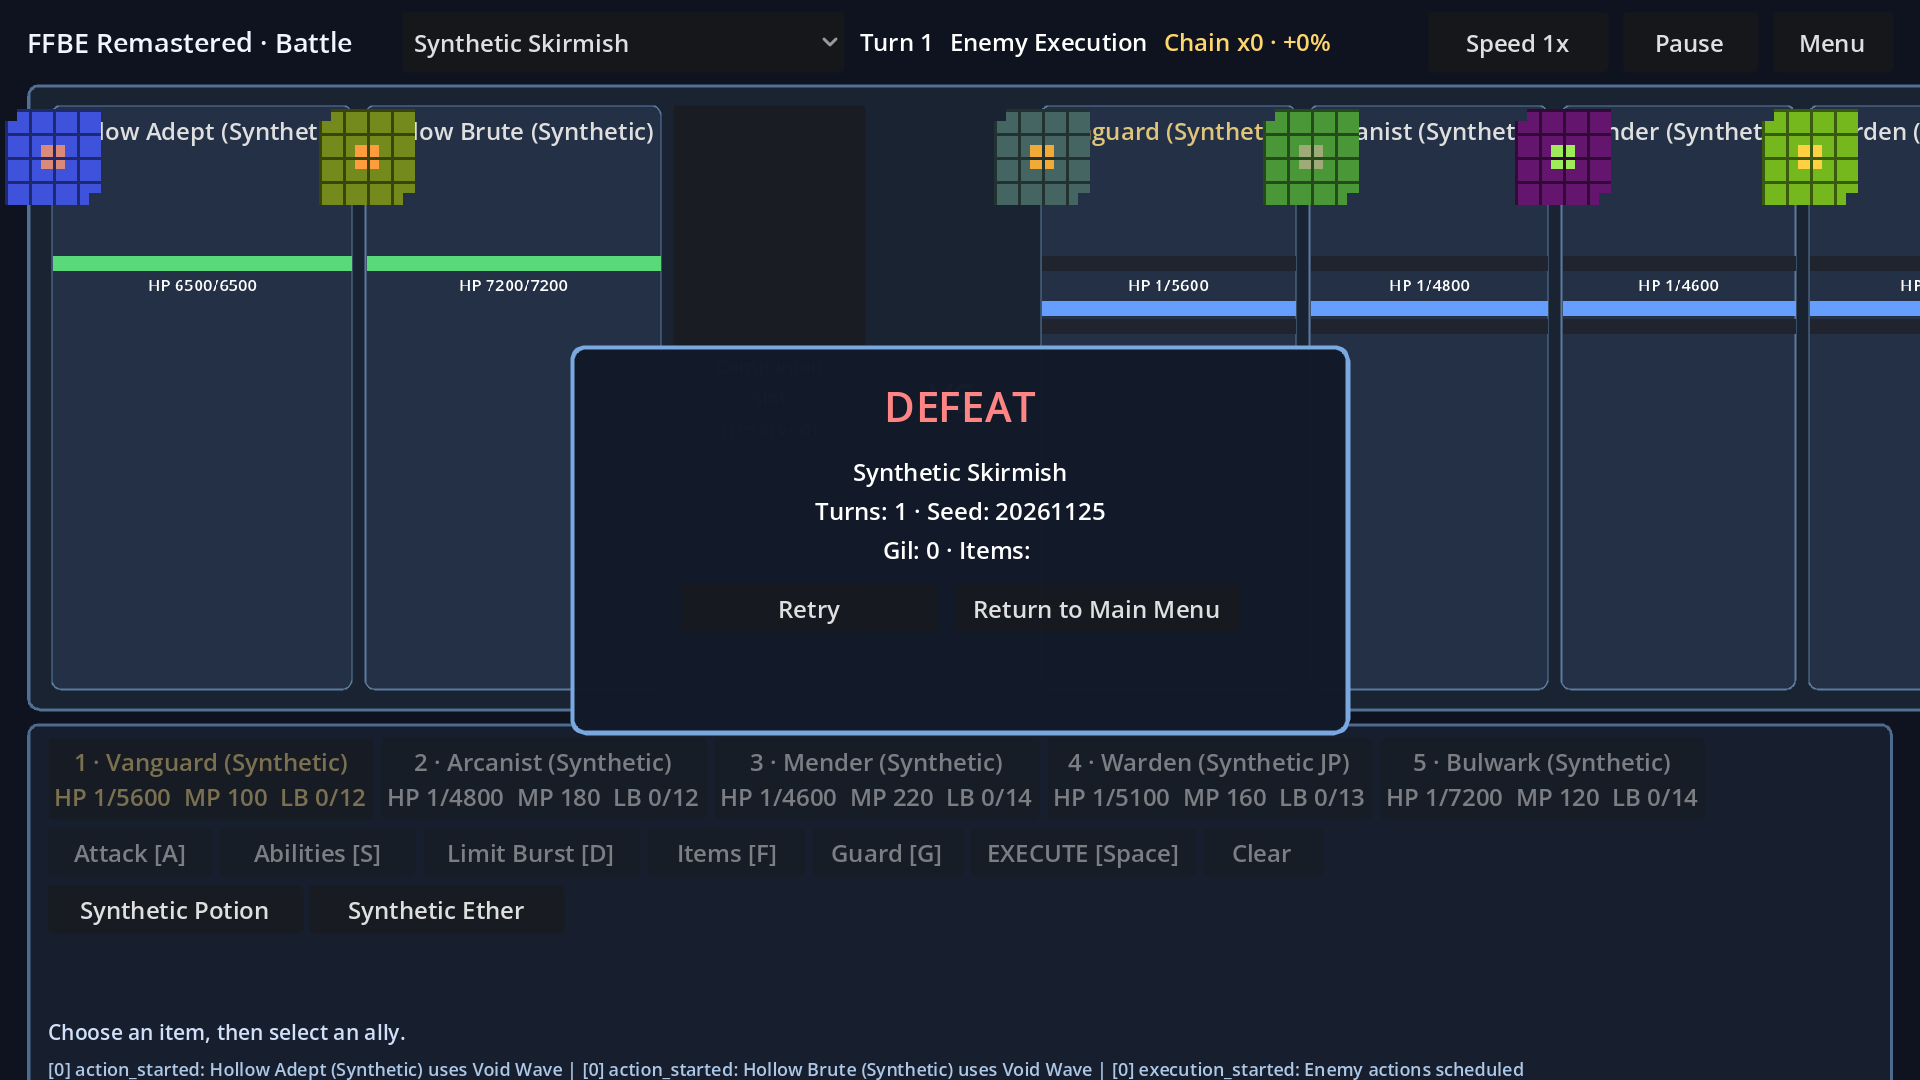 FFBE Remastered · Battle
Synthetic Skirmish
Turn 1 Enemy Execution Chain x0 · +0%
Speed 1x
Pause
Menu
low Adept (Synthet
low Brute (Synthetic)
guard (Synthet
anist (Synthet
nder (Synthet
rden (
HP 6500/6500
HP 7200/7200
HP 1/5600
HP 1/4800
HP 1/4600
HP
DEFEAT
Synthetic Skirmish
Turns: 1 · Seed: 20261125
Gil: 0 · Items:
Retry
Return to Main Menu
1 · Vanguard (Synthetic)
HP 1/5600 MP 100 LB 0/12
2 · Arcanist (Synthetic)
HP 1/4800 MP 180 LB 0/12
3 · Mender (Synthetic)
HP 1/4600 MP 220 LB 0/14
4 · Warden (Synthetic JP)
HP 1/5100 MP 160 LB 0/13
5 · Bulwark (Synthetic)
HP 1/7200 MP 120 LB 0/14
Attack [A]
Abilities [S]
Limit Burst [D]
Items [F]
Guard [G]
EXECUTE [Space]
Clear
Synthetic Potion
Synthetic Ether
Choose an item, then select an ally.
[0] action_started: Hollow Adept (Synthetic) uses Void Wave | [0] action_started: Hollow Brute (Synthetic) uses Void Wave | [0] execution_started: Enemy actions scheduled